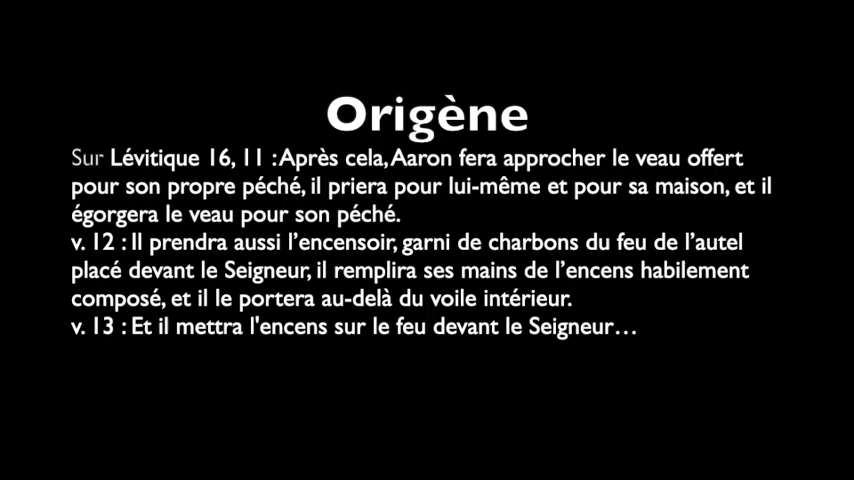 Origène
Sur Lévitique 16, 11 : Après cela, Aaron fera approcher le veau offert
pour son propre péché, il priera pour lui-même et pour sa maison, et il
égorgera le veau pour son péché.
v. 12 : Il prendra aussi l’encensoir, garni de charbons du feu de l’autel
placé devant le Seigneur, il remplira ses mains de l’encens habilement
composé, et il le portera au-delà du voile intérieur.
v. 13 : Et il mettra l'encens sur le feu devant le Seigneur…